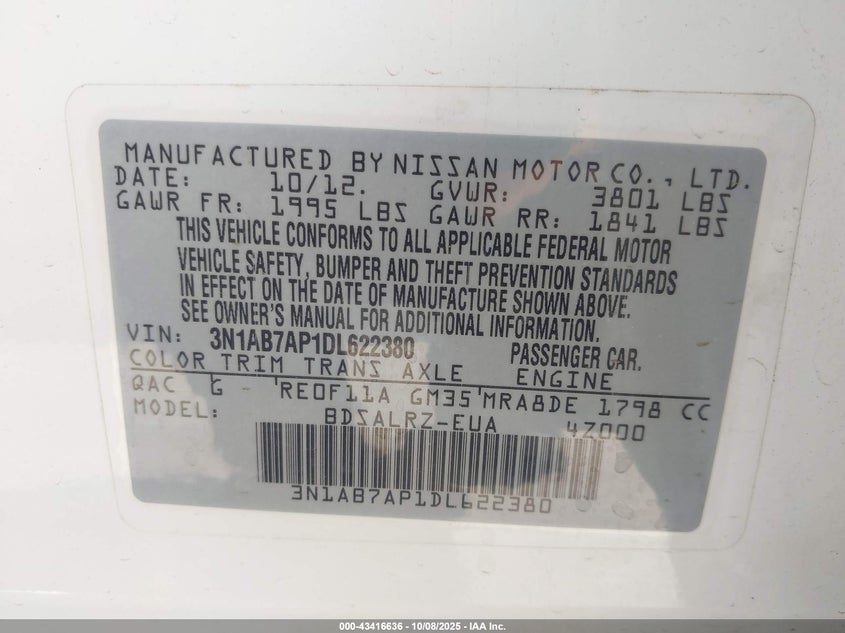 MANUFACTURED BY NISSAN MOTOR CO., LTD.
DATE: 10/12. GVWR: 3801 LBS
GAWR FR: 1995 LBS GAWR RR: 1841 LBS
THIS VEHICLE CONFORMS TO ALL APPLICABLE FEDERAL MOTOR
VEHICLE SAFETY, BUMPER AND THEFT PREVENTION STANDARDS
IN EFFECT ON THE DATE OF MANUFACTURE SHOWN ABOVE.
SEE OWNER'S MANUAL FOR ADDITIONAL INFORMATION.
VIN: 3N1AB7AP1DL622380 PASSENGER CAR.
COLOR TRIM TRANS AXLE ENGINE
QAC G REOF11A GM35 MRA8DE 1798 CC
MODEL: BDSALRZ-EUA 4Z000
3N1AB7AP1DL622380
000-43416636 - 10/08/2025 - IAA Inc.